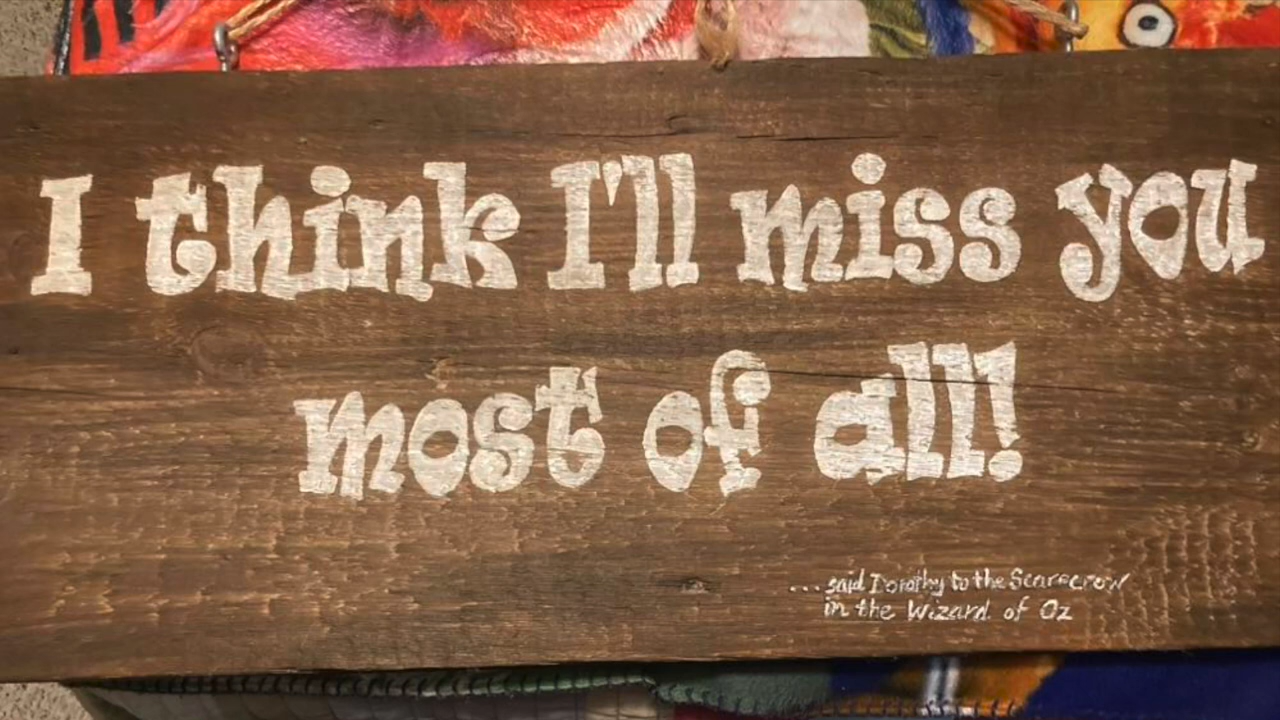 I think I'll miss you
most of all!
...said Dorothy to the Scarecrow
in the Wizard of Oz